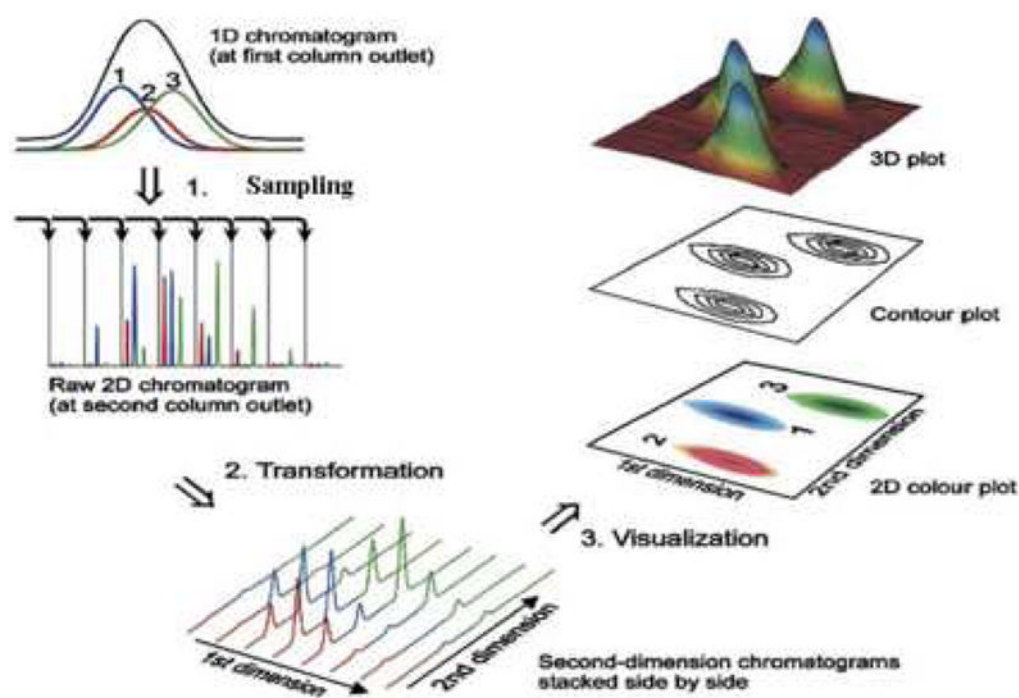 1D chromatogram
(at first column outlet)
1
2
3
1. Sampling
Raw 2D chromatogram
(at second column outlet)
2. Transformation
1st dimension
2nd dimension
Second-dimension chromatograms
stacked side by side
3. Visualization
3D plot
Contour plot
3
1
2
1st dimension
2nd dimension
2D colour plot